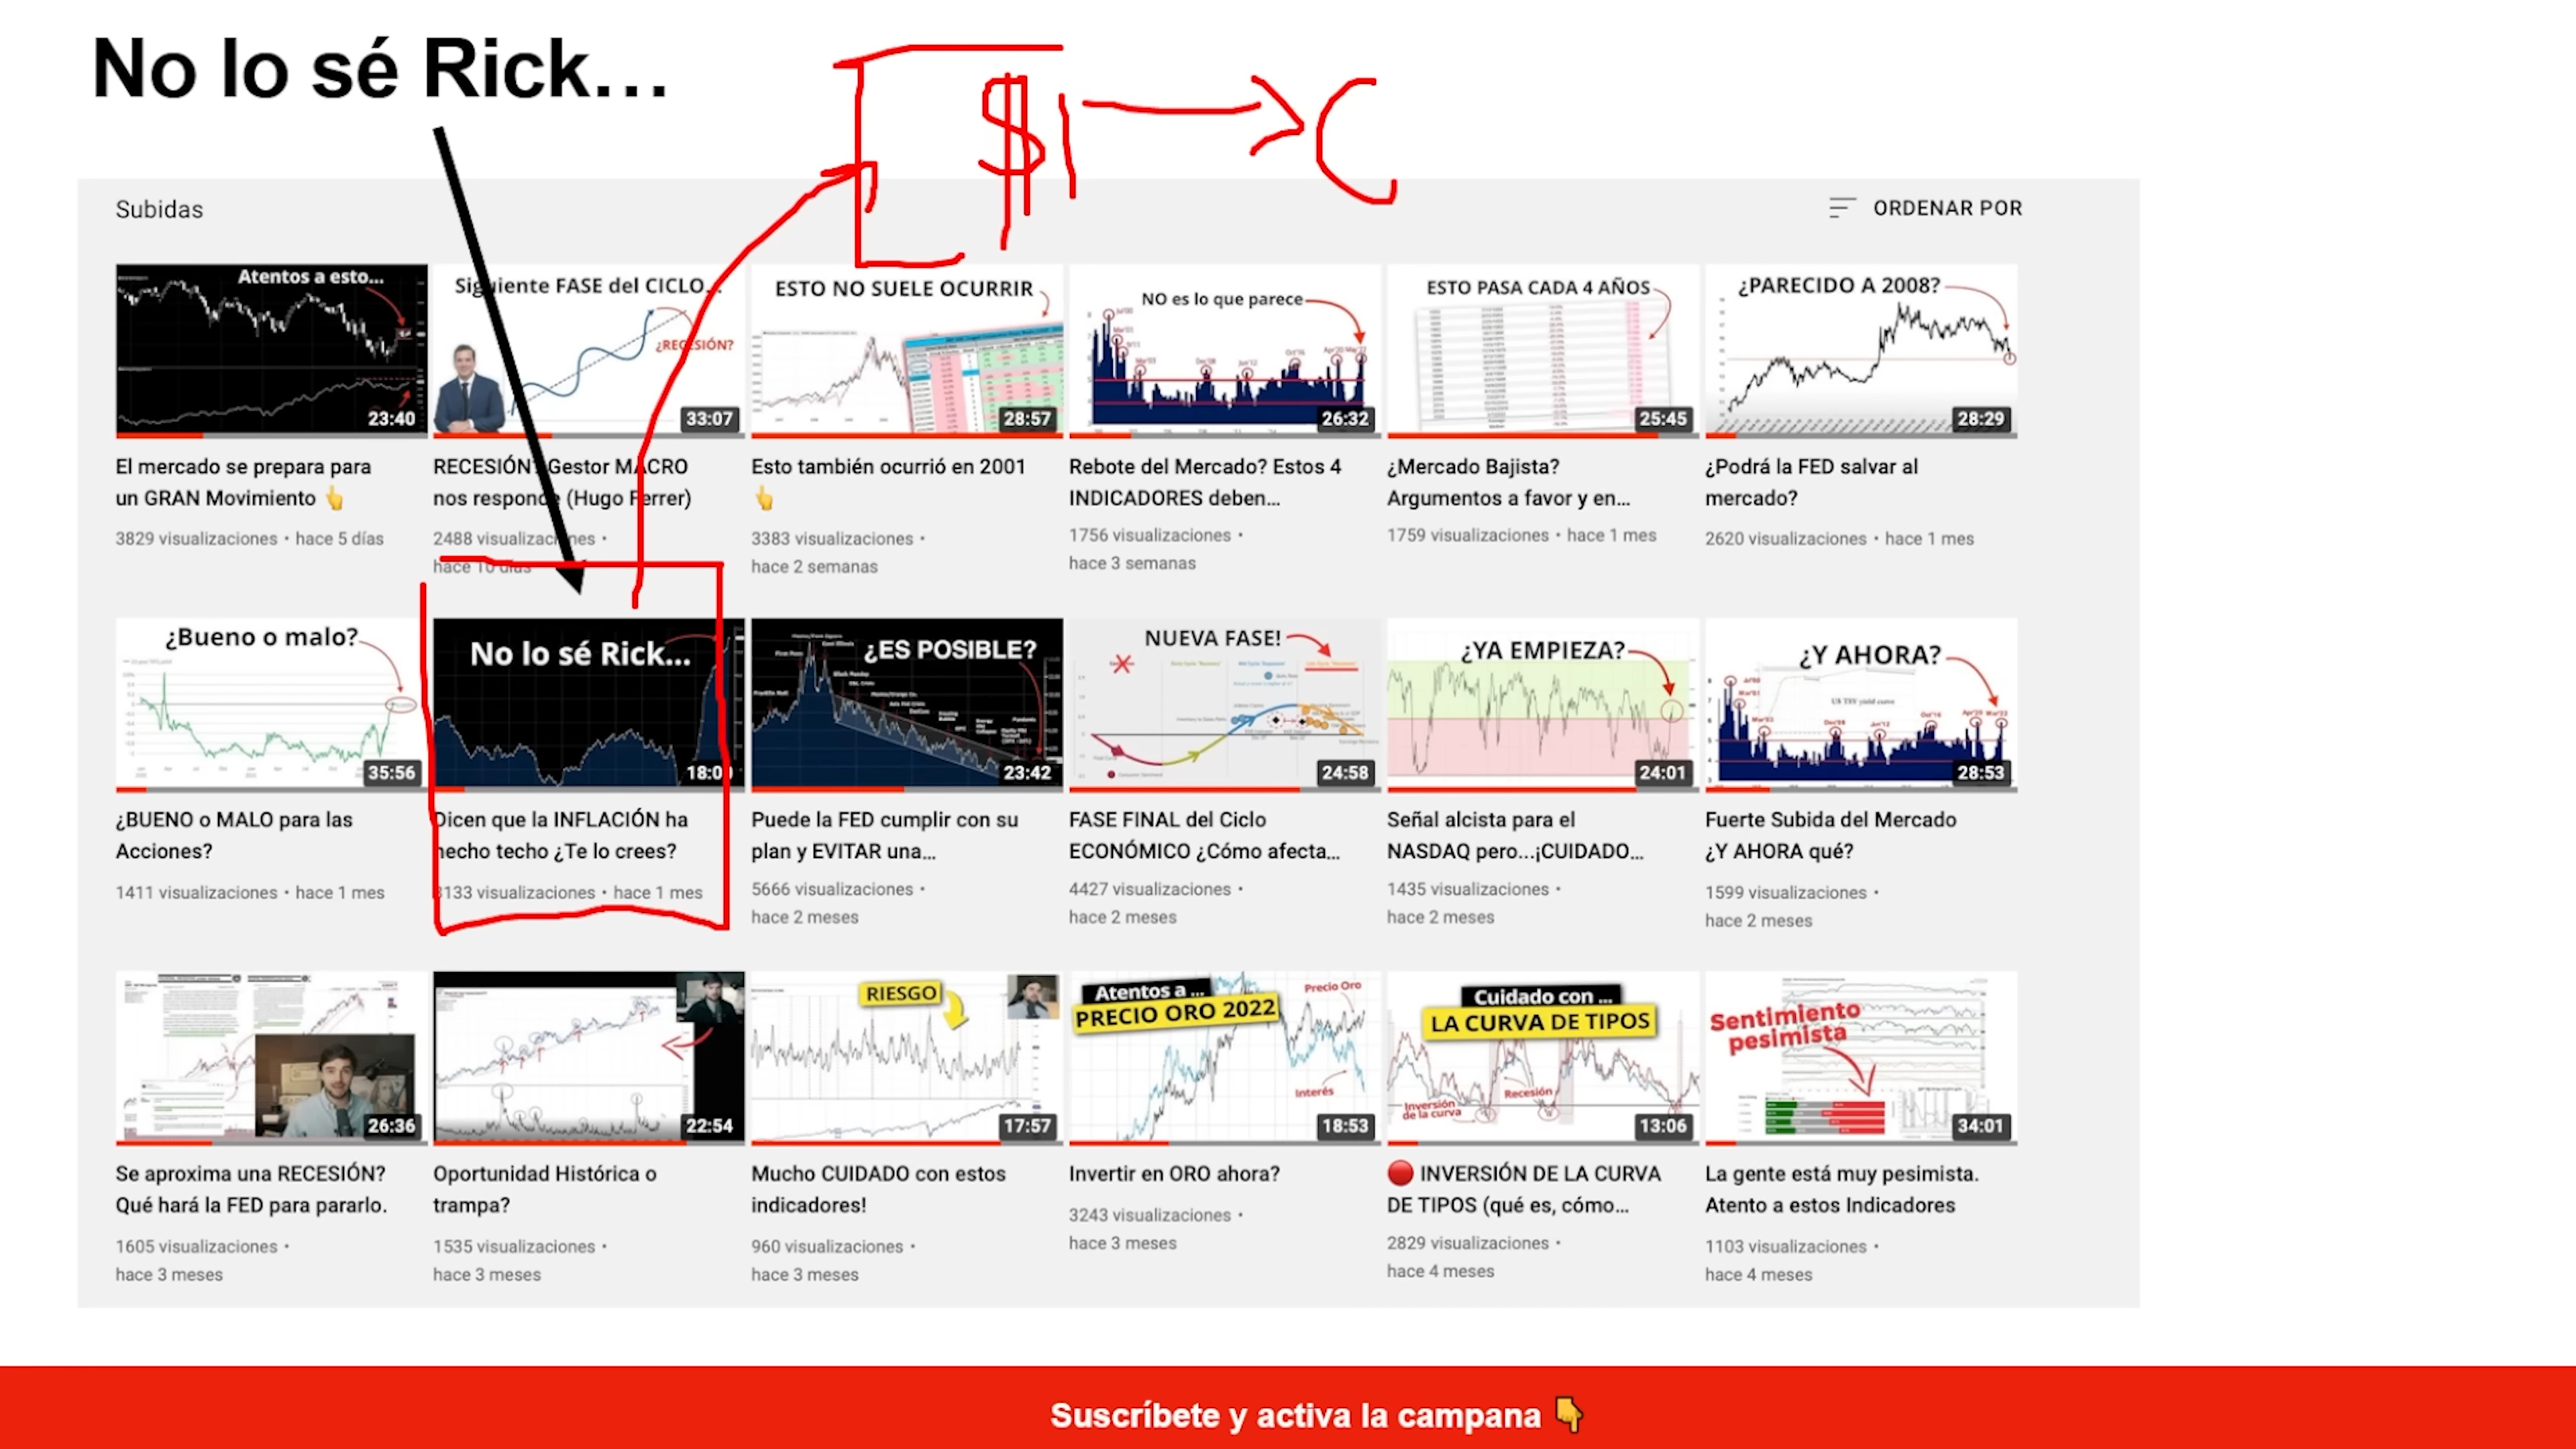 No lo sé Rick...
$1 → C
Subidas
ORDENAR POR
Atentos a esto...
23:40
Siguiente FASE del CICLO...
¿RECESIÓN?
33:07
ESTO NO SUELE OCURRIR
28:57
NO es lo que parece
26:32
ESTO PASA CADA 4 AÑOS
25:45
¿PARECIDO A 2008?
28:29
El mercado se prepara para
un GRAN Movimiento 👆
3829 visualizaciones • hace 5 días
RECESIÓN? Gestor MACRO
nos responde (Hugo Ferrer)
2488 visualizaciones •
hace 10 días
Esto también ocurrió en 2001
👆
3383 visualizaciones •
hace 2 semanas
Rebote del Mercado? Estos 4
INDICADORES deben...
1756 visualizaciones •
hace 3 semanas
¿Mercado Bajista?
Argumentos a favor y en...
1759 visualizaciones • hace 1 mes
¿Podrá la FED salvar al
mercado?
2620 visualizaciones • hace 1 mes
¿Bueno o malo?
35:56
No lo sé Rick...
¿ES POSIBLE?
23:42
NUEVA FASE!
24:58
¿YA EMPIEZA?
24:01
¿Y AHORA?
28:53
¿BUENO o MALO para las
Acciones?
1411 visualizaciones • hace 1 mes
Dicen que la INFLACIÓN ha
hecho techo ¿Te lo crees?
visualizaciones • hace 1 mes
Puede la FED cumplir con su
plan y EVITAR una...
5666 visualizaciones •
hace 2 meses
FASE FINAL del Ciclo
ECONÓMICO ¿Cómo afecta...
4427 visualizaciones •
hace 2 meses
Señal alcista para el
NASDAQ pero...¡CUIDADO...
1435 visualizaciones •
hace 2 meses
Fuerte Subida del Mercado
¿Y AHORA qué?
1599 visualizaciones •
hace 2 meses
26:36
22:54
RIESGO
17:57
Atentos a ...
PRECIO ORO 2022
Precio Oro
Interés
18:53
Cuidado con ...
LA CURVA DE TIPOS
Inversión
de la curva
Recesión
13:06
Sentimiento
pesimista
34:01
Se aproxima una RECESIÓN?
Qué hará la FED para pararlo.
1605 visualizaciones •
hace 3 meses
Oportunidad Histórica o
trampa?
1535 visualizaciones •
hace 3 meses
Mucho CUIDADO con estos
indicadores!
960 visualizaciones •
hace 3 meses
Invertir en ORO ahora?
3243 visualizaciones •
hace 3 meses
🔴 INVERSIÓN DE LA CURVA
DE TIPOS (qué es, cómo...
2829 visualizaciones •
hace 4 meses
La gente está muy pesimista.
Atento a estos Indicadores
1103 visualizaciones •
hace 4 meses
Suscríbete y activa la campana 👇